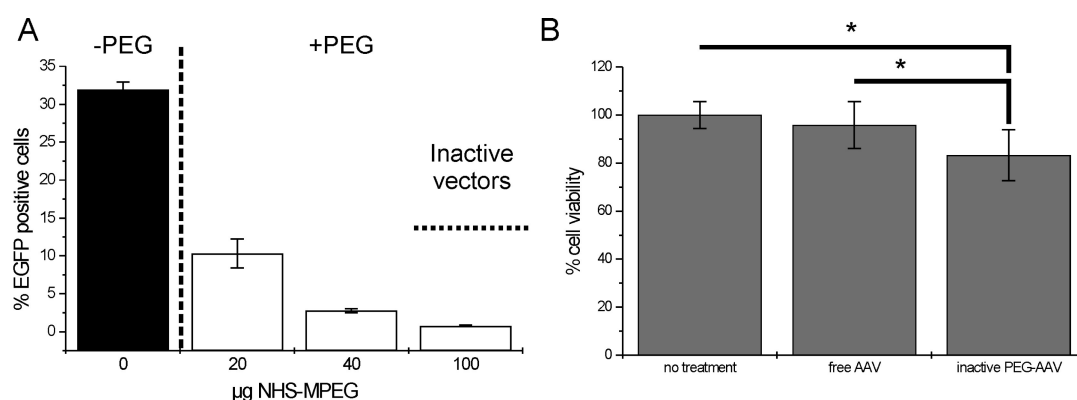 A
-PEG
+PEG
35
30
25
20
15
10
5
0
% EGFP positive cells
Inactive
vectors
0
20
40
100
µg NHS-MPEG
B
*
*
120
100
80
60
40
20
0
% cell viability
no treatment
free AAV
inactive PEG-AAV